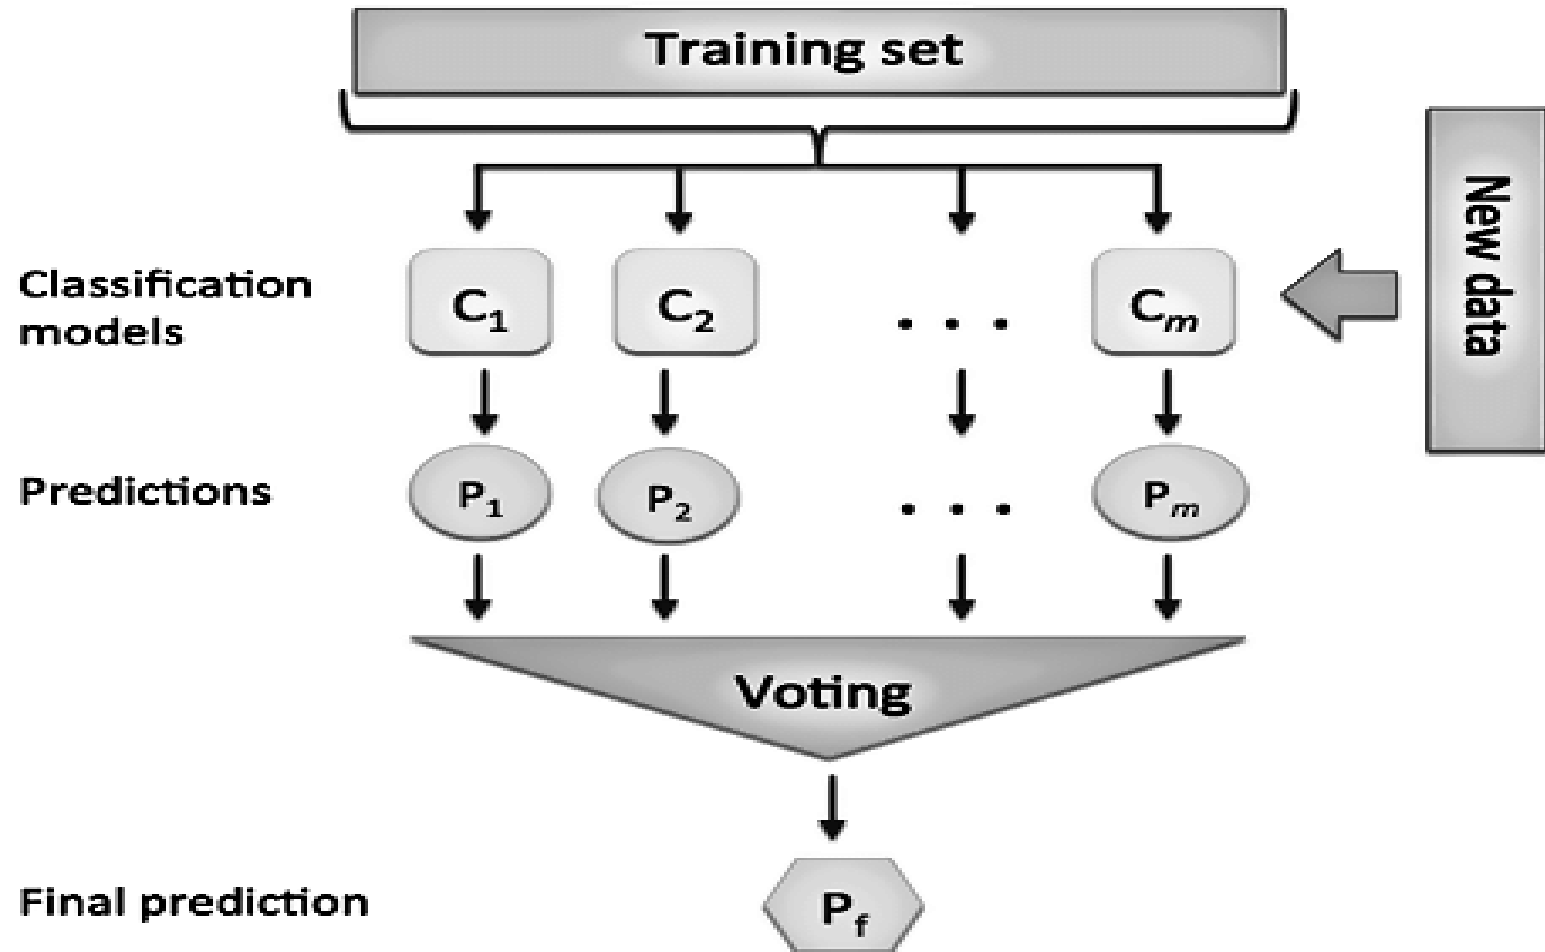 Training set
New data
Classification
models
C1
C2
. . .
Cm
Predictions
P1
P2
. . .
Pm
Voting
Final prediction
Pf